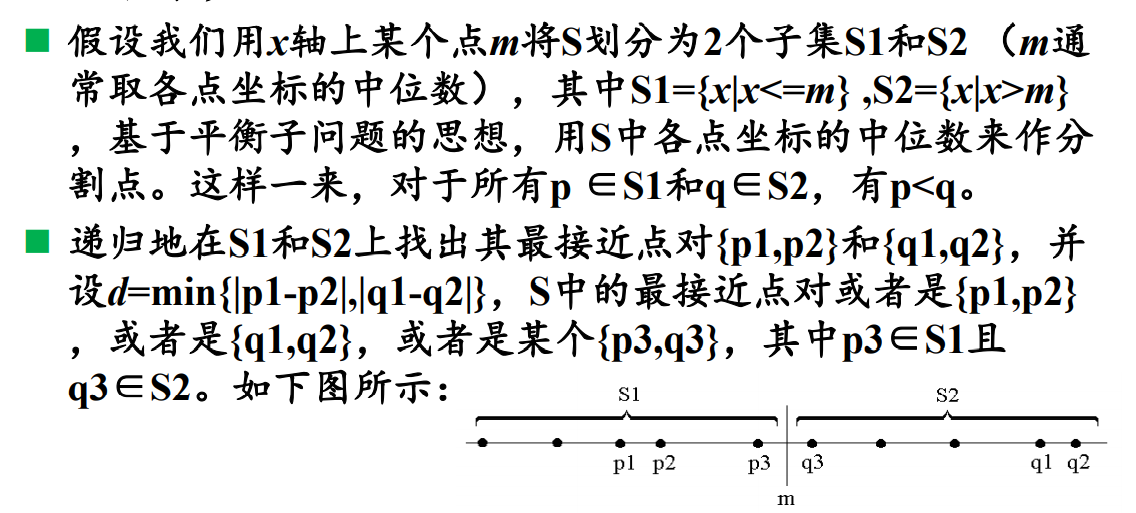 假设我们用x轴上某个点m将S划分为2个子集S1和S2 （m通
常取各点坐标的中位数），其中S1={x|x<=m} ,S2={x|x>m}
，基于平衡子问题的思想，用S中各点坐标的中位数来作分
割点。这样一来，对于所有p ∈S1和q∈S2，有p<q。
递归地在S1和S2上找出其最接近点对{p1,p2}和{q1,q2}，并
设d=min{|p1-p2|,|q1-q2|}，S中的最接近点对或者是{p1,p2}
，或者是{q1,q2}，或者是某个{p3,q3}，其中p3∈S1且
q3∈S2。如下图所示：
S1 S2
p1 p2 p3 q3 q1 q2
m